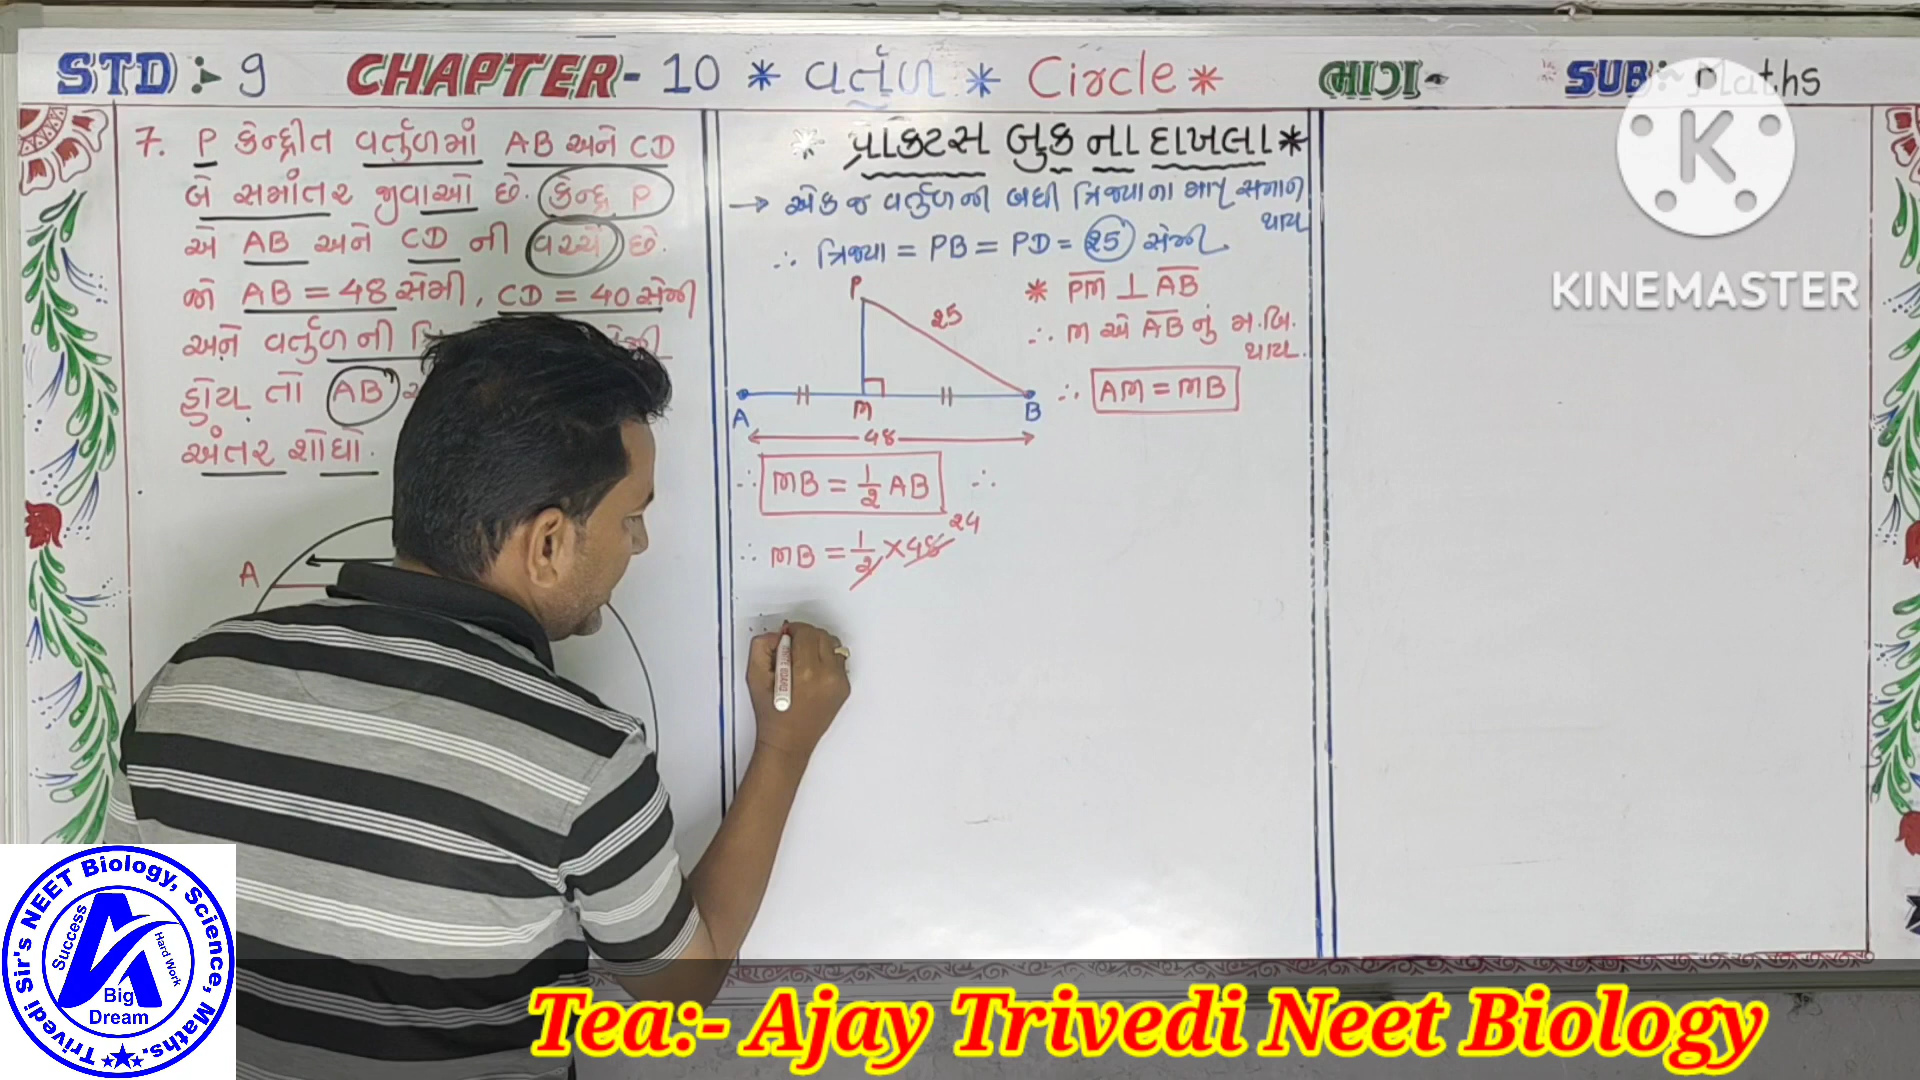 STD :- 9 CHAPTER - 10 * વર્તુળ * Circle * ભાગ - SUB :- Maths
7. P કેન્દ્રીત વર્તુળમાં AB અને CD
બે સમાંતર જીવાઓ છે. કેન્દ્ર P
એ AB અને CD ની વચ્ચે છે.
જો AB = 48 સેમી, CD = 40 સેમી
અને વર્તુળની ત્રિ સેમી
હોય તો AB
અંતર શોધો.
A
* પ્રેક્ટિસ બુક ના દાખલા *
→ એક જ વર્તુળની બધી ત્રિજ્યાના માપ સમાન
થાય
∴ ત્રિજ્યા = PB = PD = 25 સેમી.
P
૨5
A M B
48
* PM ⊥ AB
∴ M એ AB નું મ.બિ.
થાય.
∴ AM = MB
∴ MB = 1/2 AB ∴
∴ MB = 1/2 × 48 24
K
KINEMASTER
Trivedi Sir's NEET Biology, Science, Maths.
Success
Hard Work
Big
Dream
Tea:- Ajay Trivedi Neet Biology